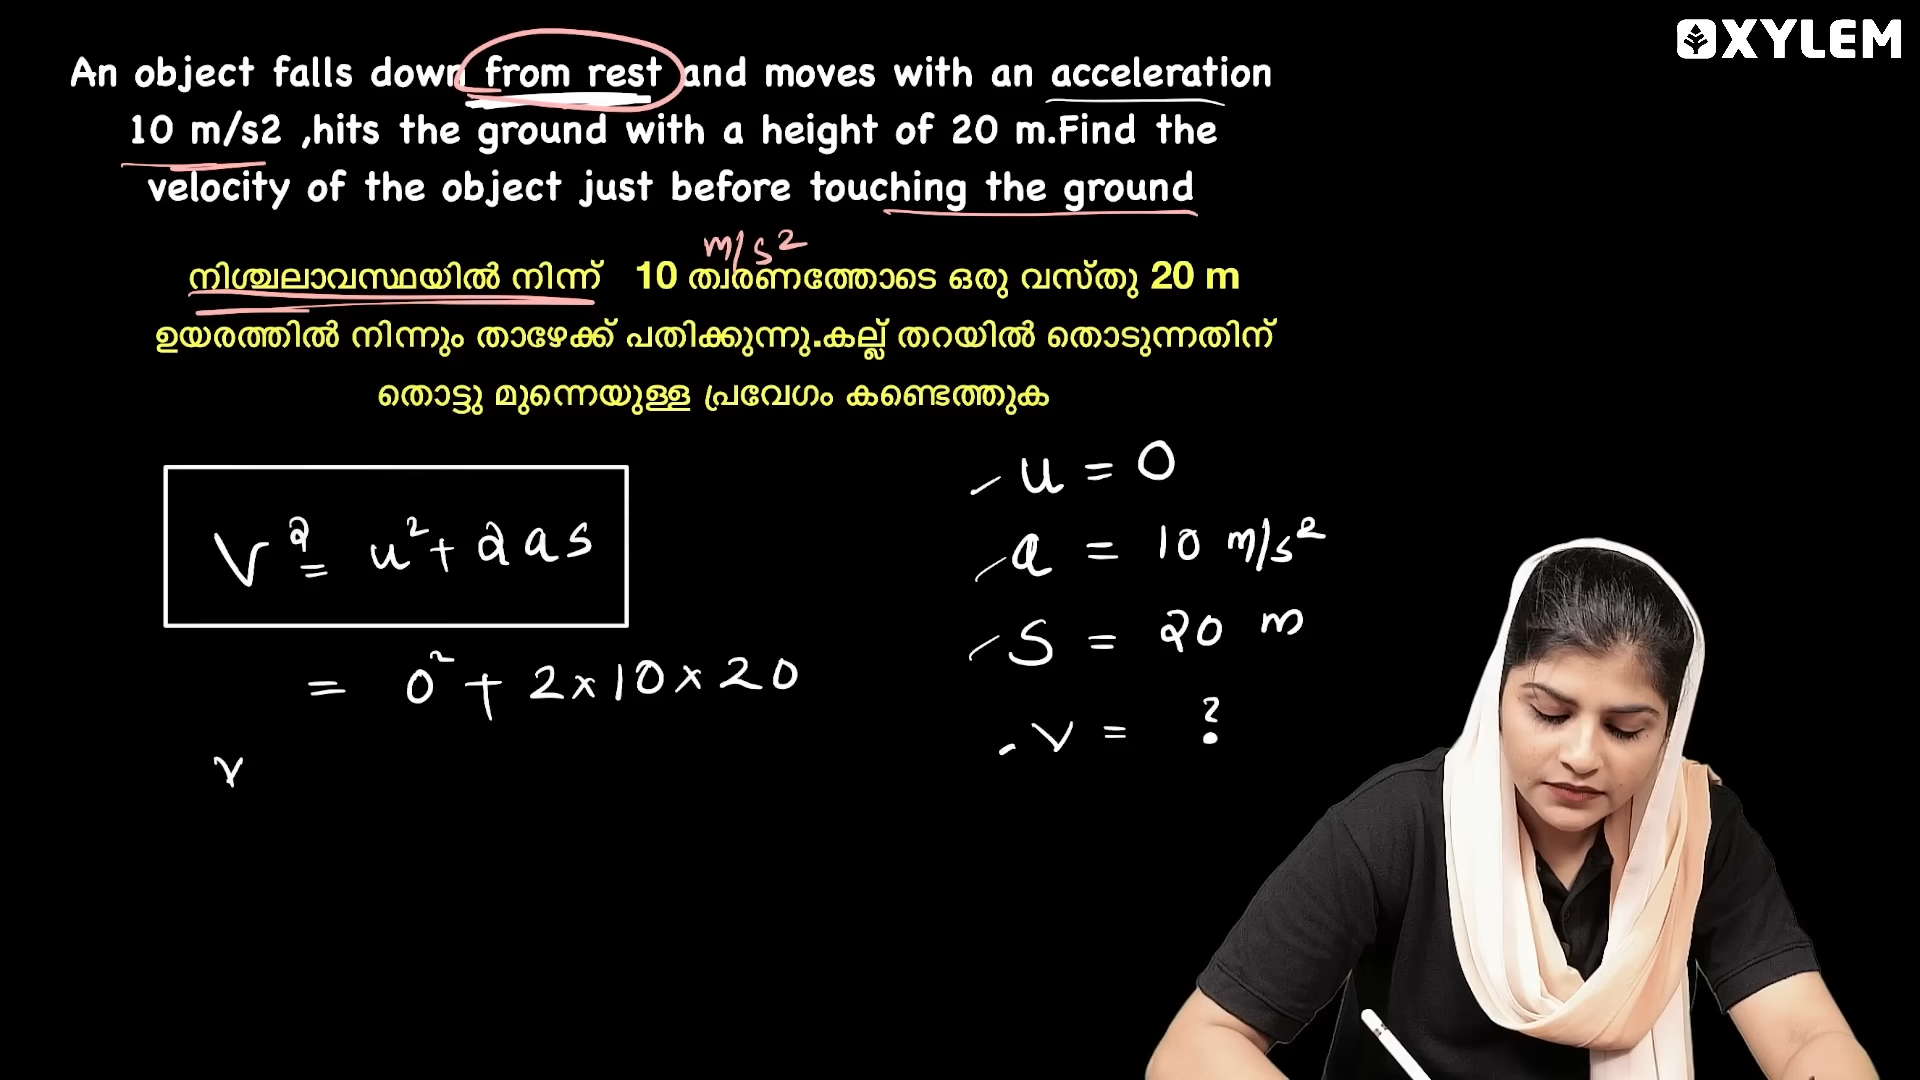 XYLEM
An object falls down from rest and moves with an acceleration
10 m/s2 ,hits the ground with a height of 20 m.Find the
velocity of the object just before touching the ground
m/s²
നിശ്ചലാവസ്ഥയിൽ നിന്ന് 10 ത്വരണത്തോടെ ഒരു വസ്തു 20 m
ഉയരത്തിൽ നിന്നും താഴേക്ക് പതിക്കുന്നു.കല്ല് തറയിൽ തൊടുന്നതിന്
തൊട്ടു മുന്നെയുള്ള പ്രവേഗം കണ്ടെത്തുക
V² = u² + 2as
= 0² + 2×10×20
v
u = 0
a = 10 m/s²
S = 20 m
v = ?